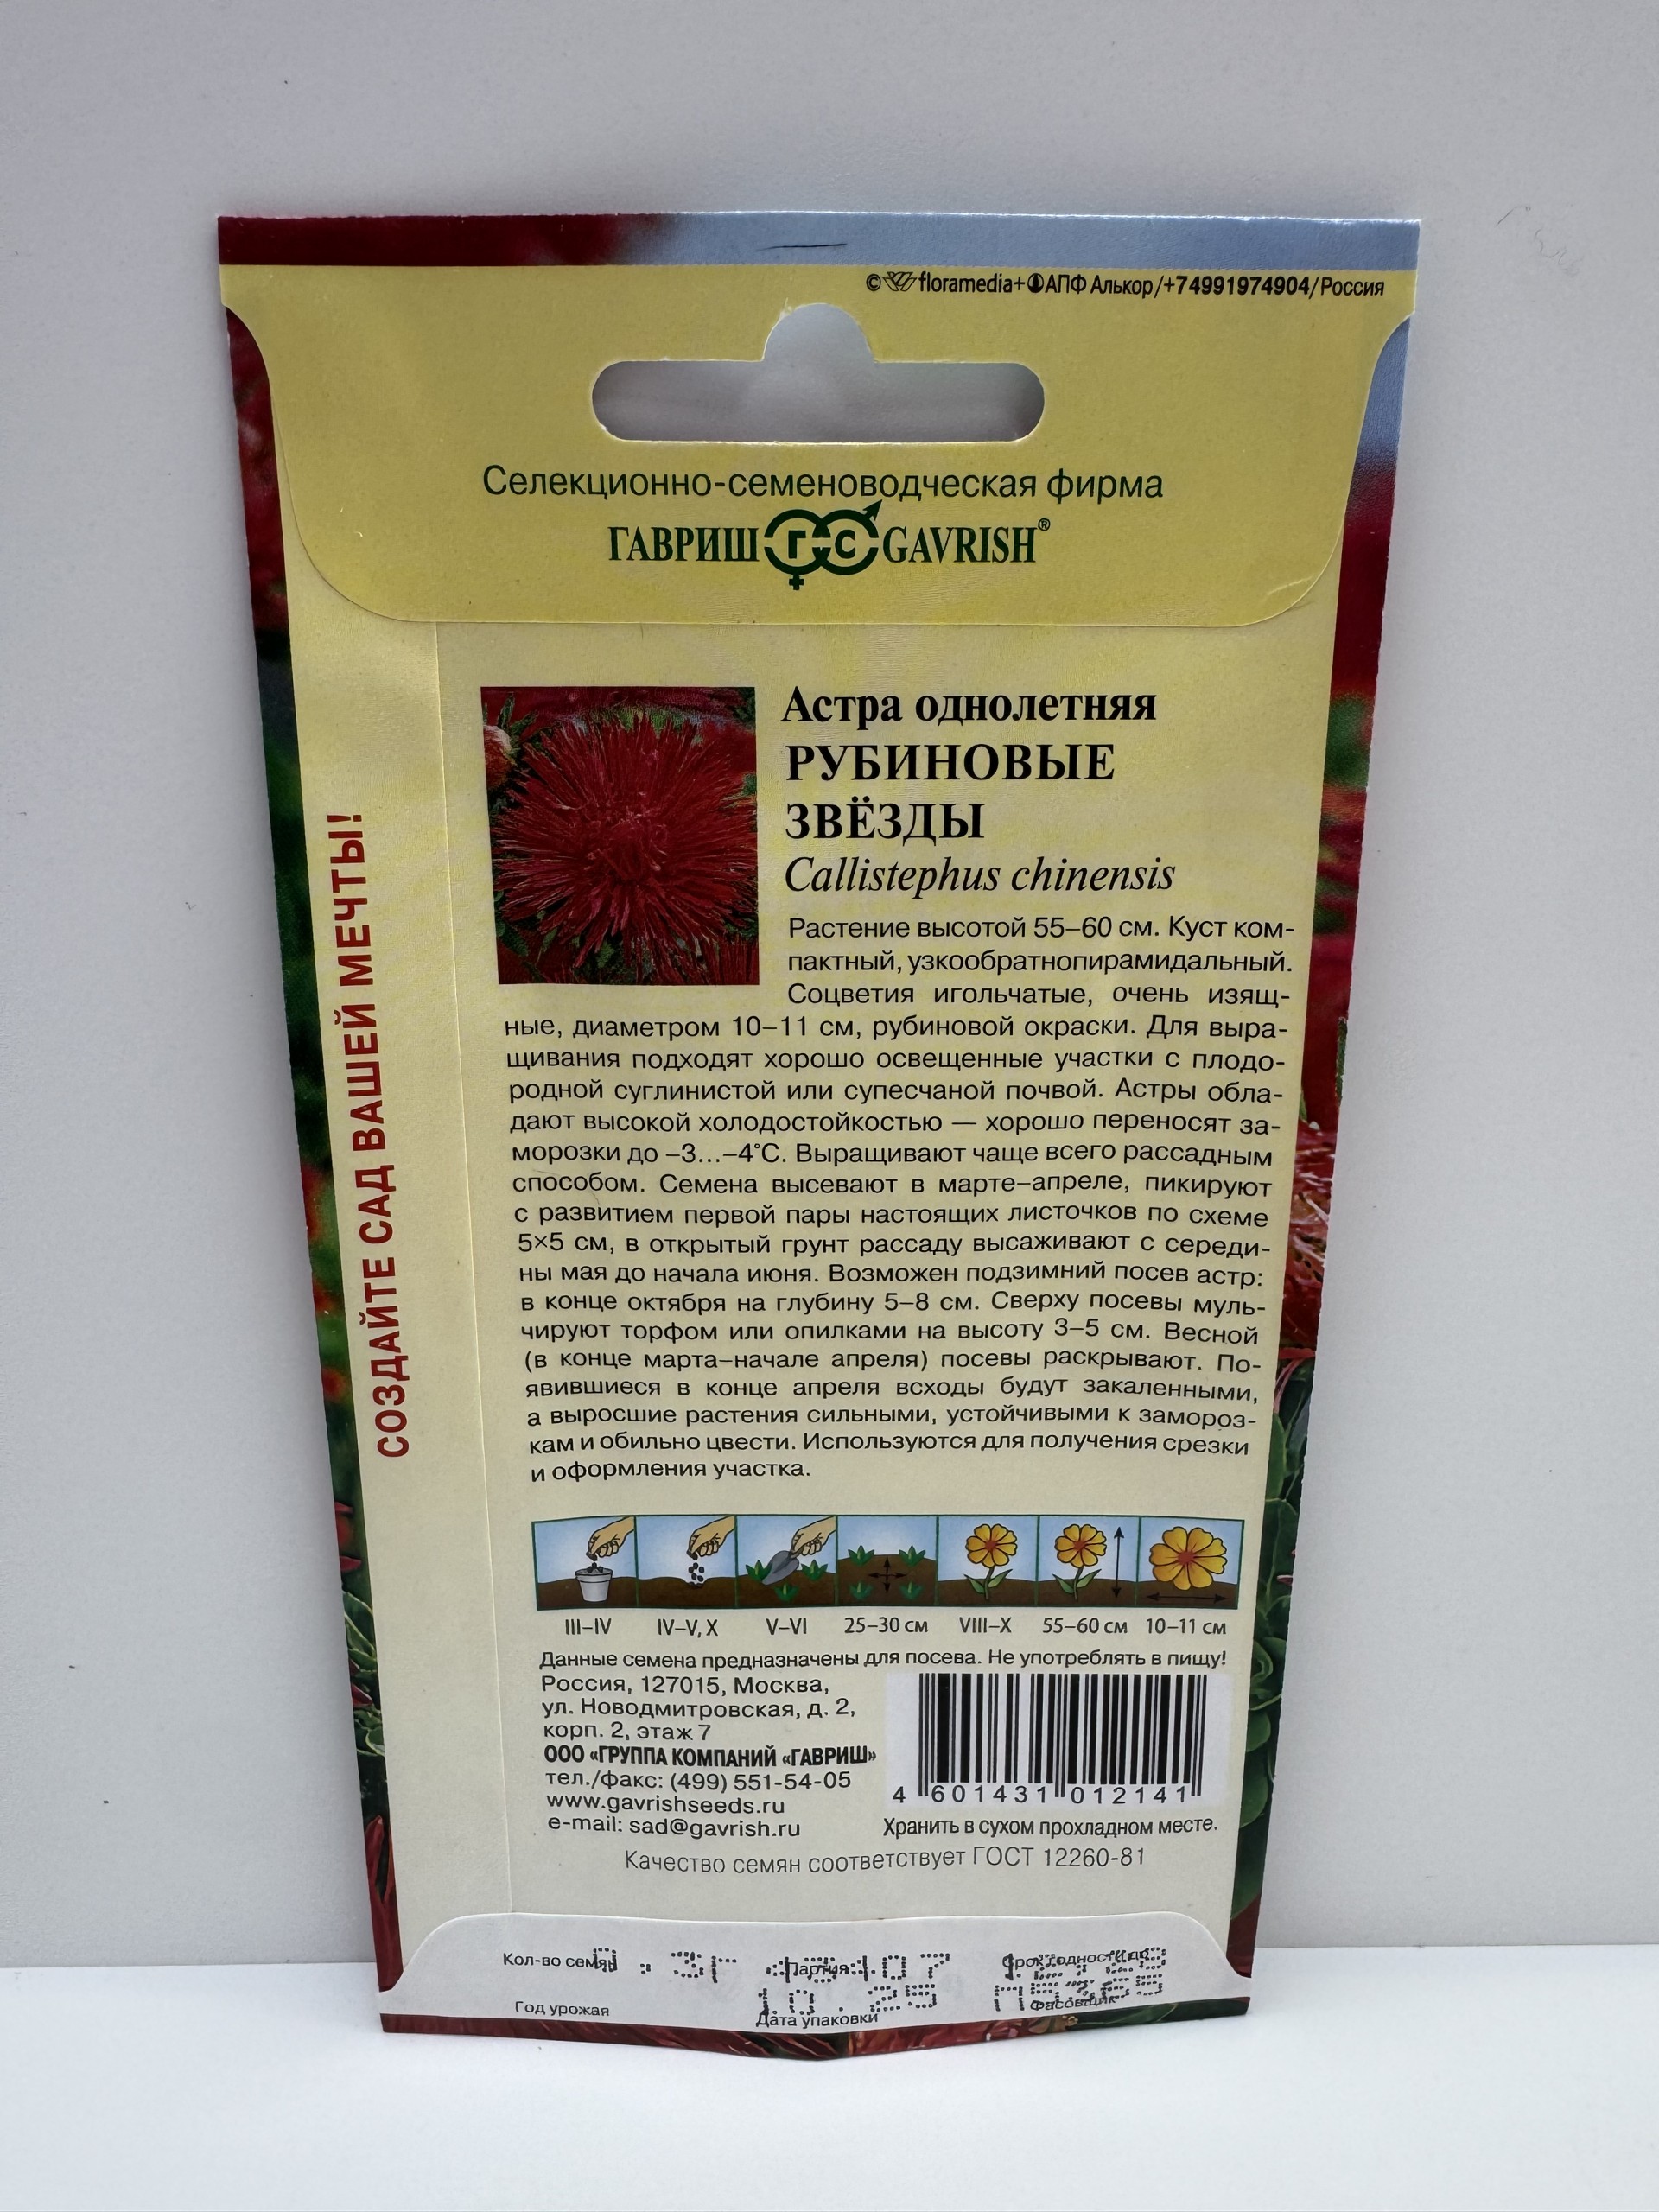 © floramedia+ АПФ Алькор/+74991974904/Россия
Селекционно-семеноводческая фирма
ГАВРИШ ГС GAVRISH®
СОЗДАЙТЕ САД ВАШЕЙ МЕЧТЫ!
Астра однолетняя
РУБИНОВЫЕ
ЗВЁЗДЫ
Callistephus chinensis
Растение высотой 55–60 см. Куст ком-
пактный, узкообратнопирамидальный.
Соцветия игольчатые, очень изящ-
ные, диаметром 10–11 см, рубиновой окраски. Для выра-
щивания подходят хорошо освещенные участки с плодо-
родной суглинистой или супесчаной почвой. Астры обла-
дают высокой холодостойкостью — хорошо переносят за-
морозки до –3...–4°С. Выращивают чаще всего рассадным
способом. Семена высевают в марте–апреле, пикируют
с развитием первой пары настоящих листочков по схеме
5×5 см, в открытый грунт рассаду высаживают с середи-
ны мая до начала июня. Возможен подзимний посев астр:
в конце октября на глубину 5–8 см. Сверху посевы муль-
чируют торфом или опилками на высоту 3–5 см. Весной
(в конце марта–начале апреля) посевы раскрывают. По-
явившиеся в конце апреля всходы будут закаленными,
а выросшие растения сильными, устойчивыми к замороз-
кам и обильно цвести. Используются для получения срезки
и оформления участка.
III–IV IV–V, X V–VI 25–30 см VIII–X 55–60 см 10–11 см
Данные семена предназначены для посева. Не употреблять в пищу!
Россия, 127015, Москва,
ул. Новодмитровская, д. 2,
корп. 2, этаж 7
ООО «ГРУППА КОМПАНИЙ «ГАВРИШ»
тел./факс: (499) 551-54-05
www.gavrishseeds.ru
e-mail: sad@gavrish.ru
4 601431 012141
Хранить в сухом прохладном месте.
Качество семян соответствует ГОСТ 12260-81
Кол-во семян Партия Срок годности до
10.25
Год урожая Дата упаковки Фасовщик